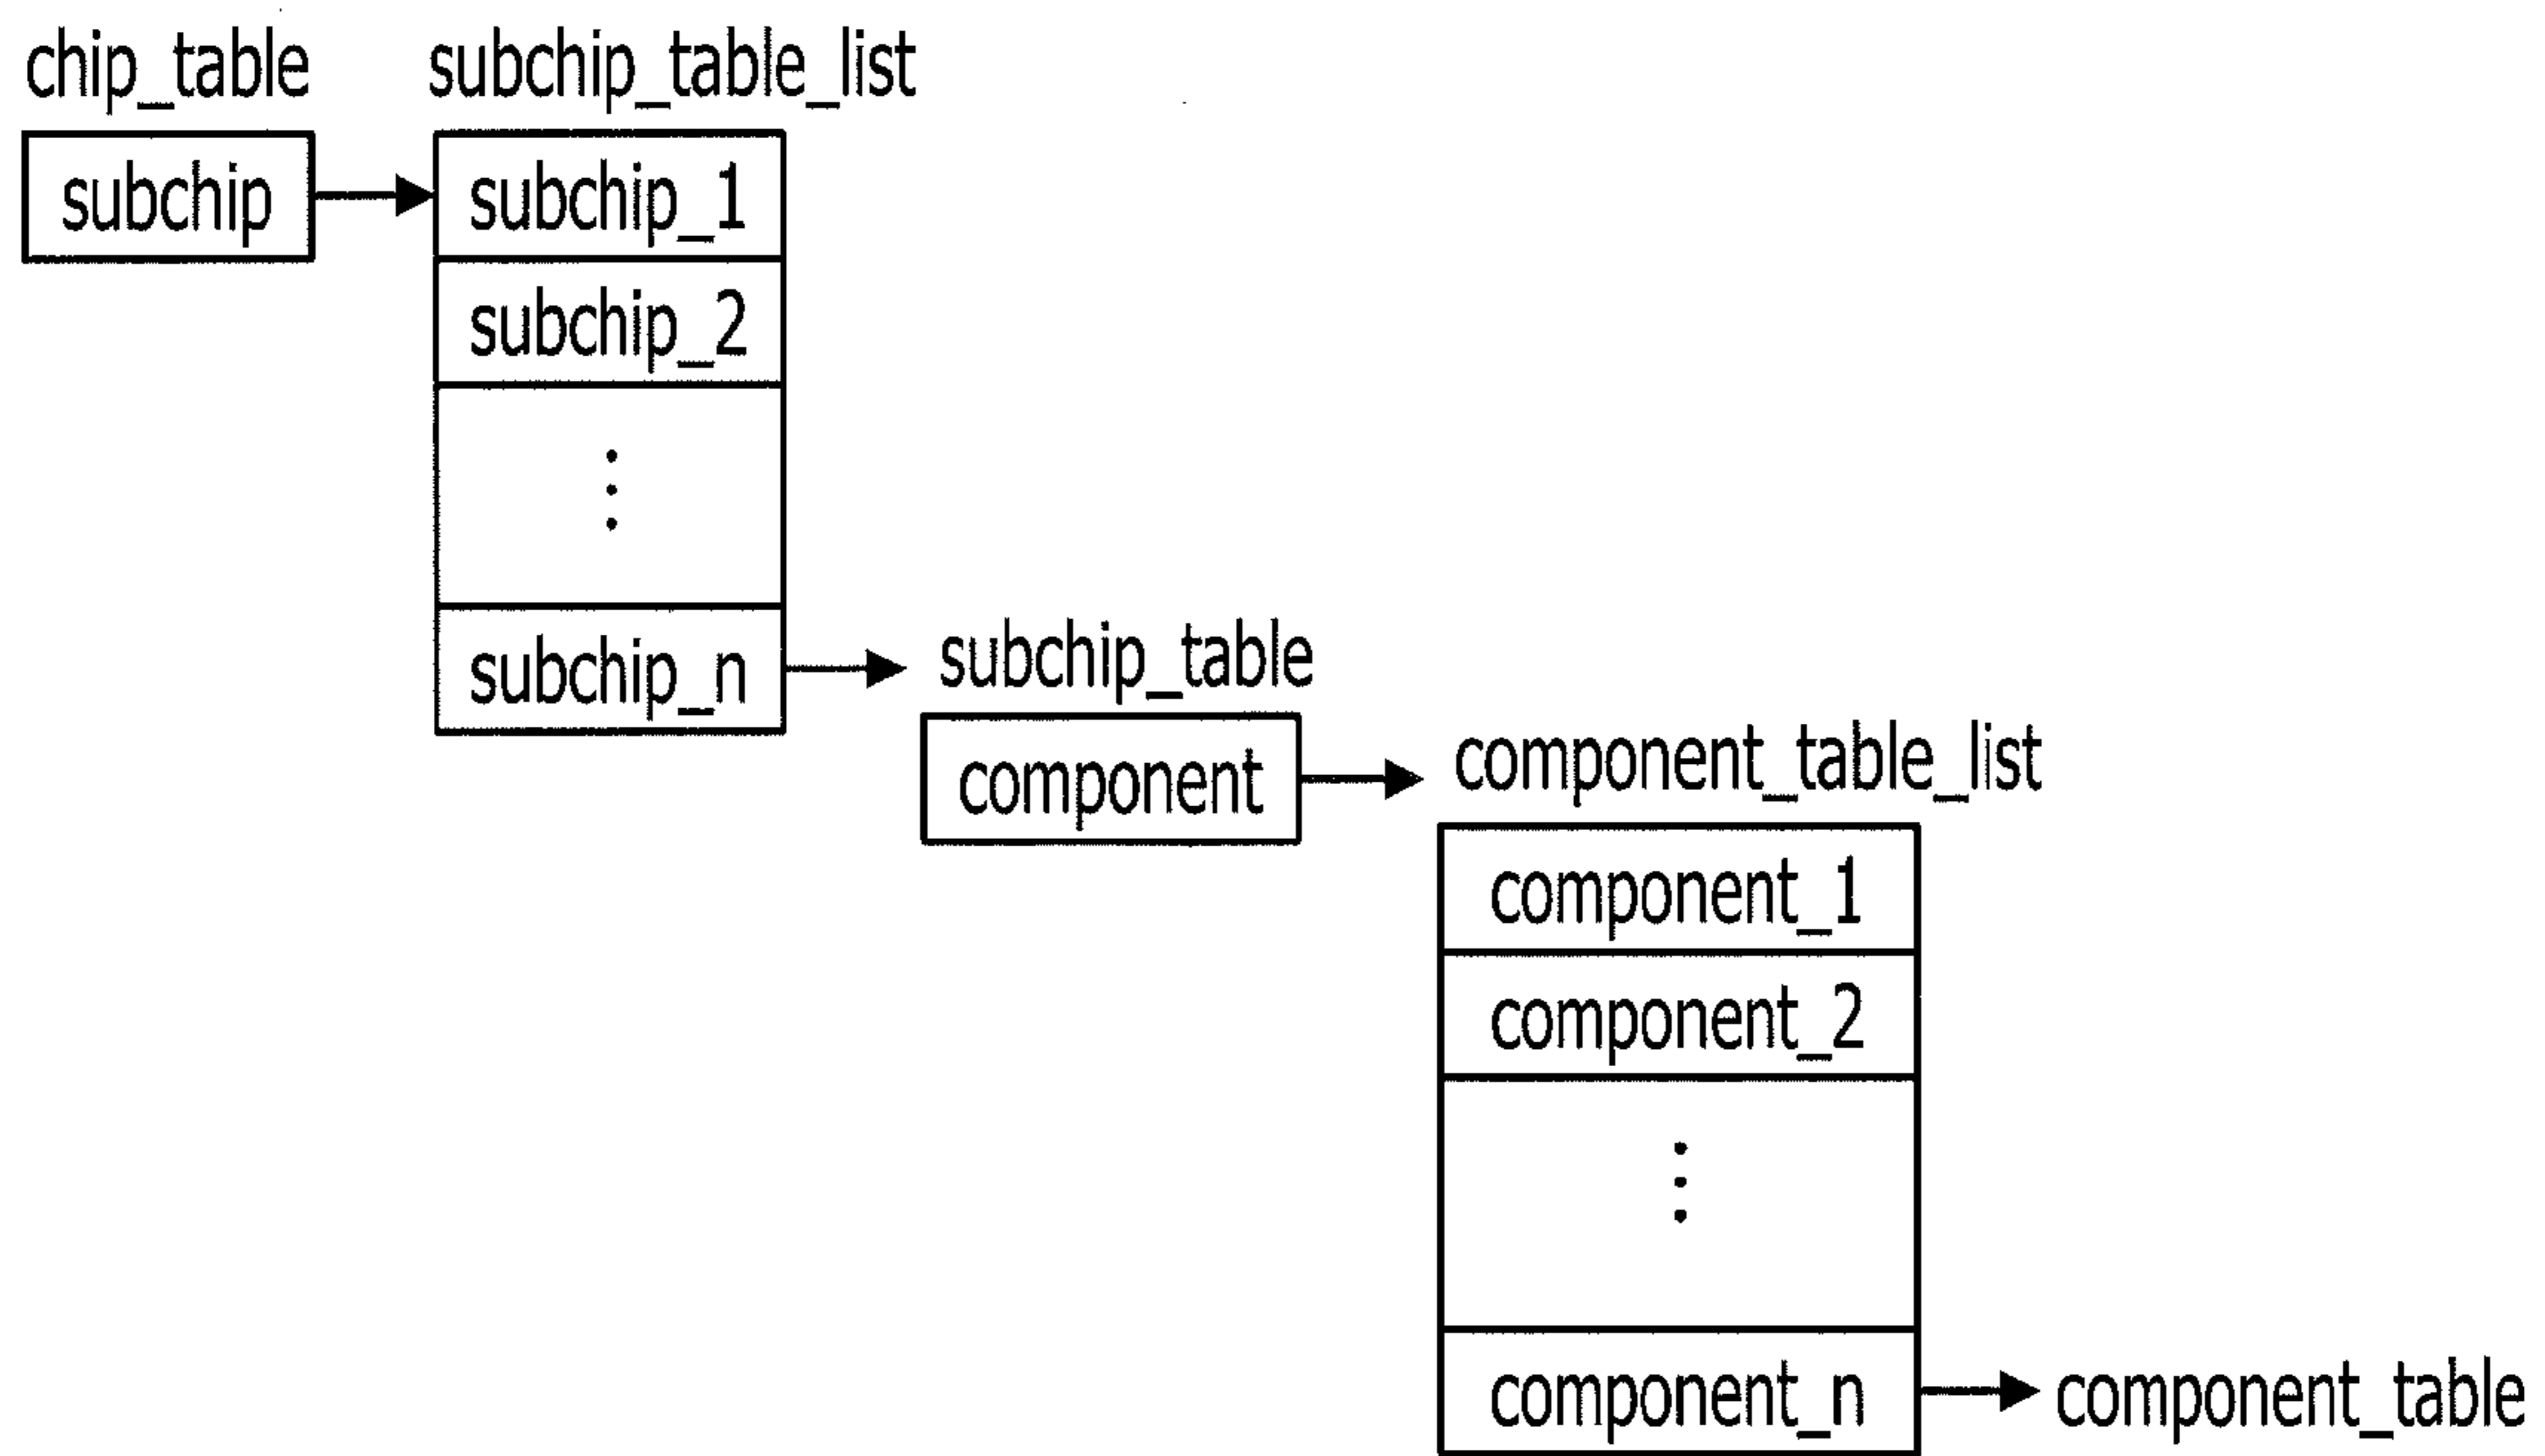 chip_table
subchip_table_list
subchip
subchip_1
subchip_2
subchip_n
subchip_table
component
component_table_list
component_1
component_2
component_n
component_table